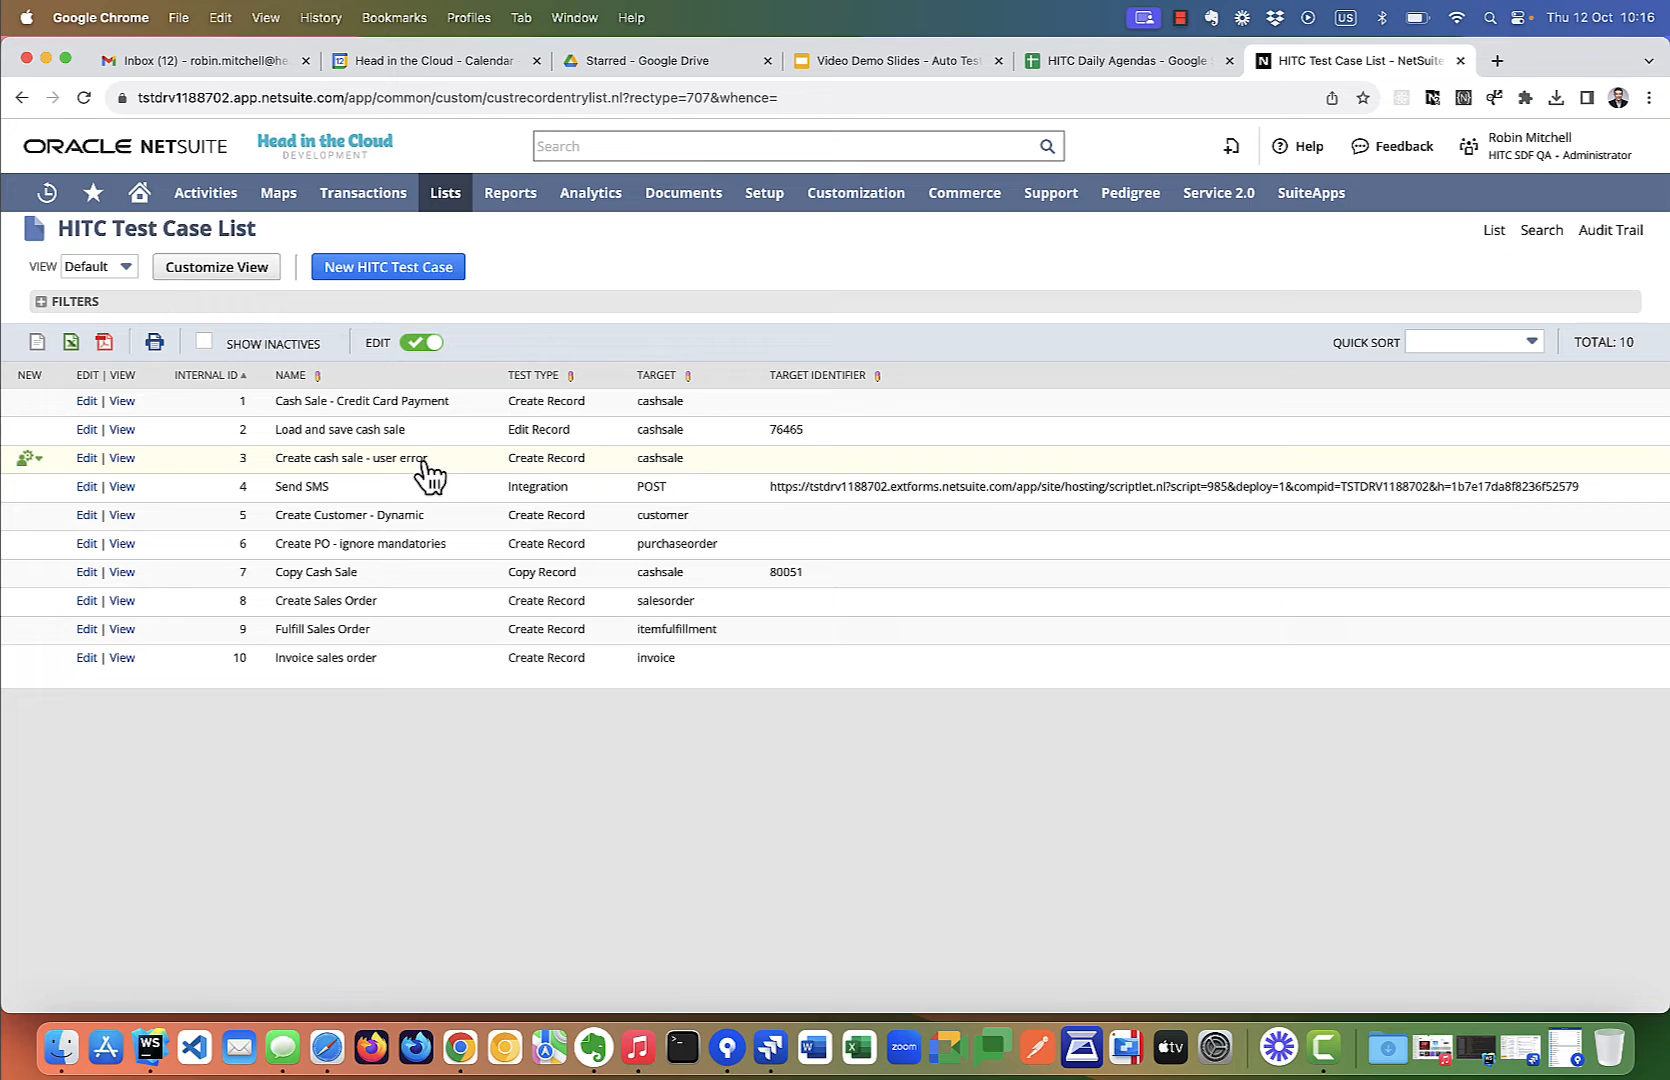 Google Chrome File Edit View History Bookmarks Profiles Tab Window Help US Thu 12 Oct 10:16
Inbox (12) - robin.mitchell@he
12 Head in the Cloud - Calendar
Starred - Google Drive
Video Demo Slides - Auto Test
HITC Daily Agendas - Google S
N HITC Test Case List - NetSuite
tstdrv1188702.app.netsuite.com/app/common/custom/custrecordentrylist.nl?rectype=707&whence=
ORACLE NETSUITE
Head in the Cloud
DEVELOPMENT
Search
Help
Feedback
Robin Mitchell
HITC SDF QA - Administrator
Activities Maps Transactions Lists Reports Analytics Documents Setup Customization Commerce Support Pedigree Service 2.0 SuiteApps
HITC Test Case List
List Search Audit Trail
VIEW Default Customize View New HITC Test Case
FILTERS
SHOW INACTIVES EDIT QUICK SORT TOTAL: 10
NEW EDIT | VIEW INTERNAL ID NAME TEST TYPE TARGET TARGET IDENTIFIER
Edit | View 1 Cash Sale - Credit Card Payment Create Record cashsale
Edit | View 2 Load and save cash sale Edit Record cashsale 76465
Edit | View 3 Create cash sale - user error Create Record cashsale
Edit | View 4 Send SMS Integration POST https://tstdrv1188702.extforms.netsuite.com/app/site/hosting/scriptlet.nl?script=985&deploy=1&compid=TSTDRV1188702&h=1b7e17da8f8236f52579
Edit | View 5 Create Customer - Dynamic Create Record customer
Edit | View 6 Create PO - ignore mandatories Create Record purchaseorder
Edit | View 7 Copy Cash Sale Copy Record cashsale 80051
Edit | View 8 Create Sales Order Create Record salesorder
Edit | View 9 Fulfill Sales Order Create Record itemfulfillment
Edit | View 10 Invoice sales order Create Record invoice
WS
zoom
tv